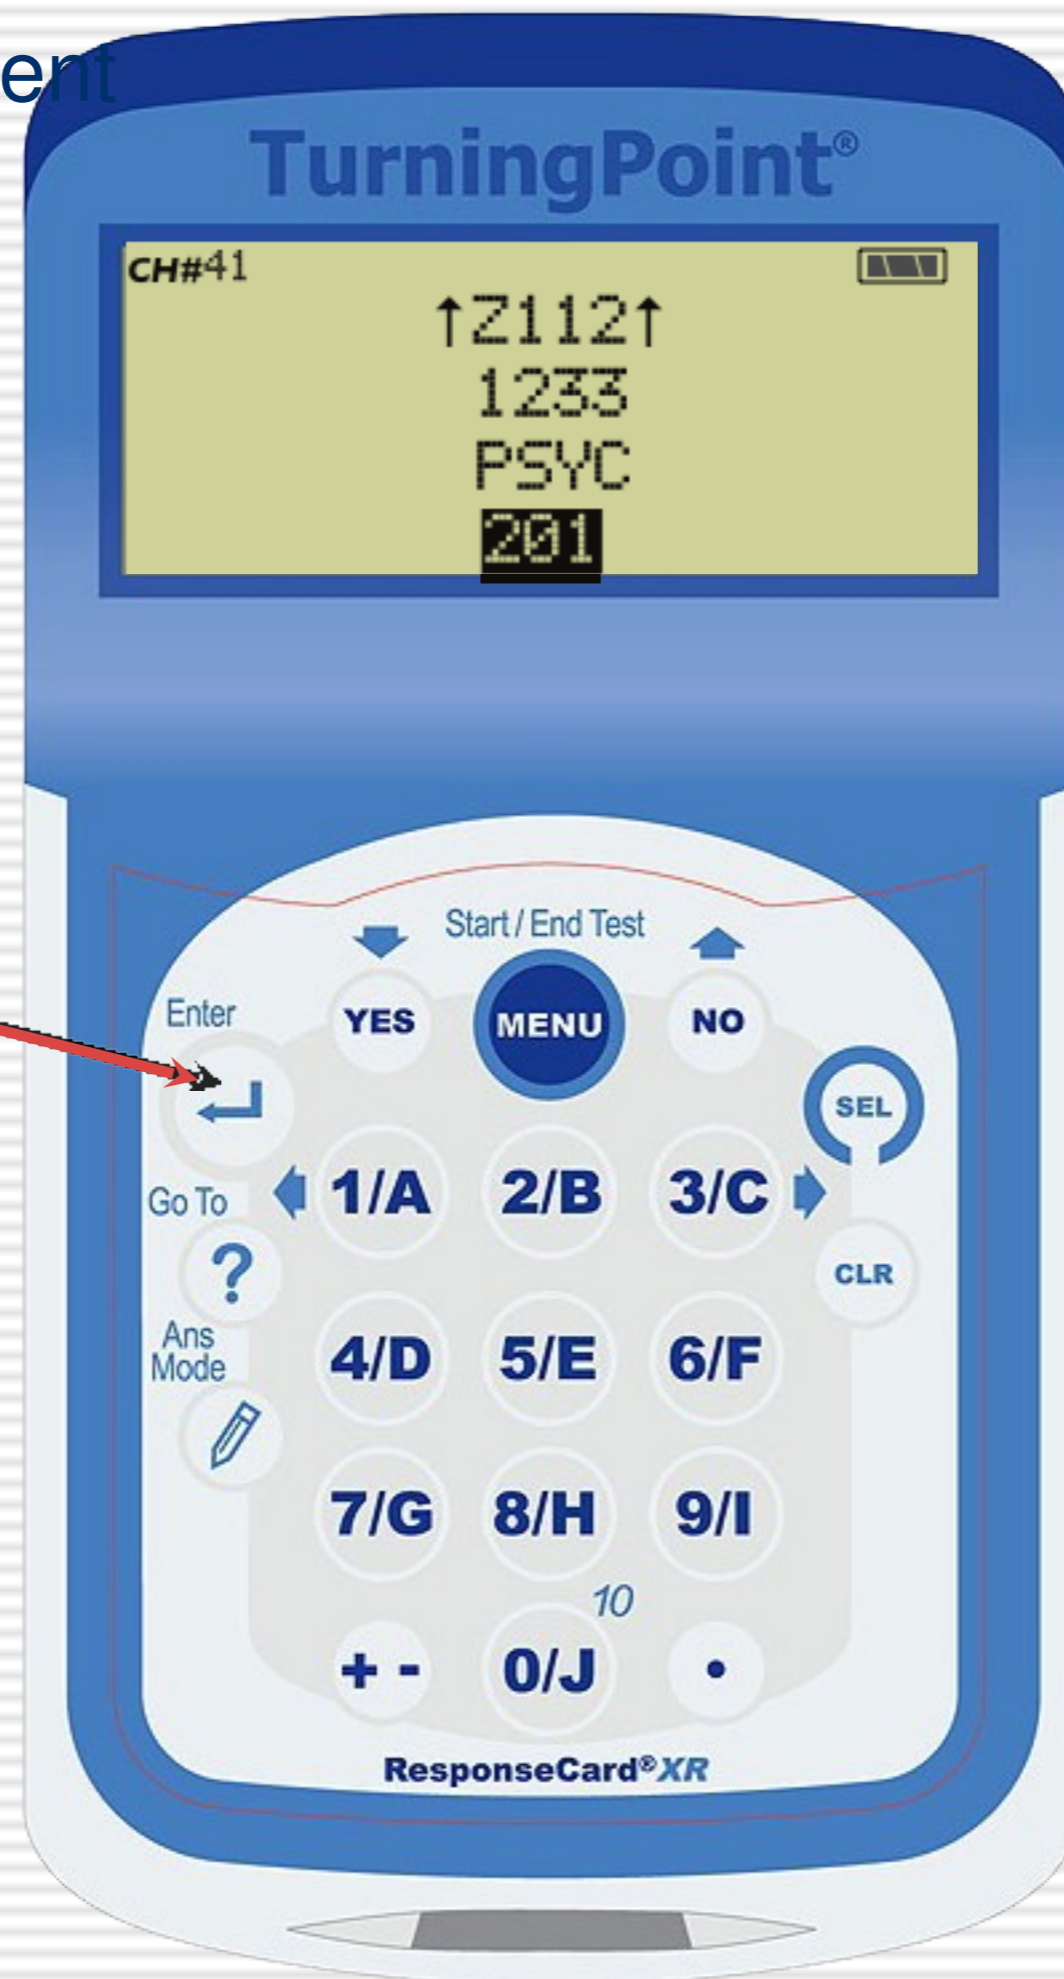 ent
TurningPoint®
CH#41
↑Z112↑
1233
PSYC
201
Start / End Test
Enter
YES
MENU
NO
SEL
Go To
1/A
2/B
3/C
?
CLR
Ans
Mode
4/D
5/E
6/F
7/G
8/H
9/I
10
+ -
0/J
•
ResponseCard®XR